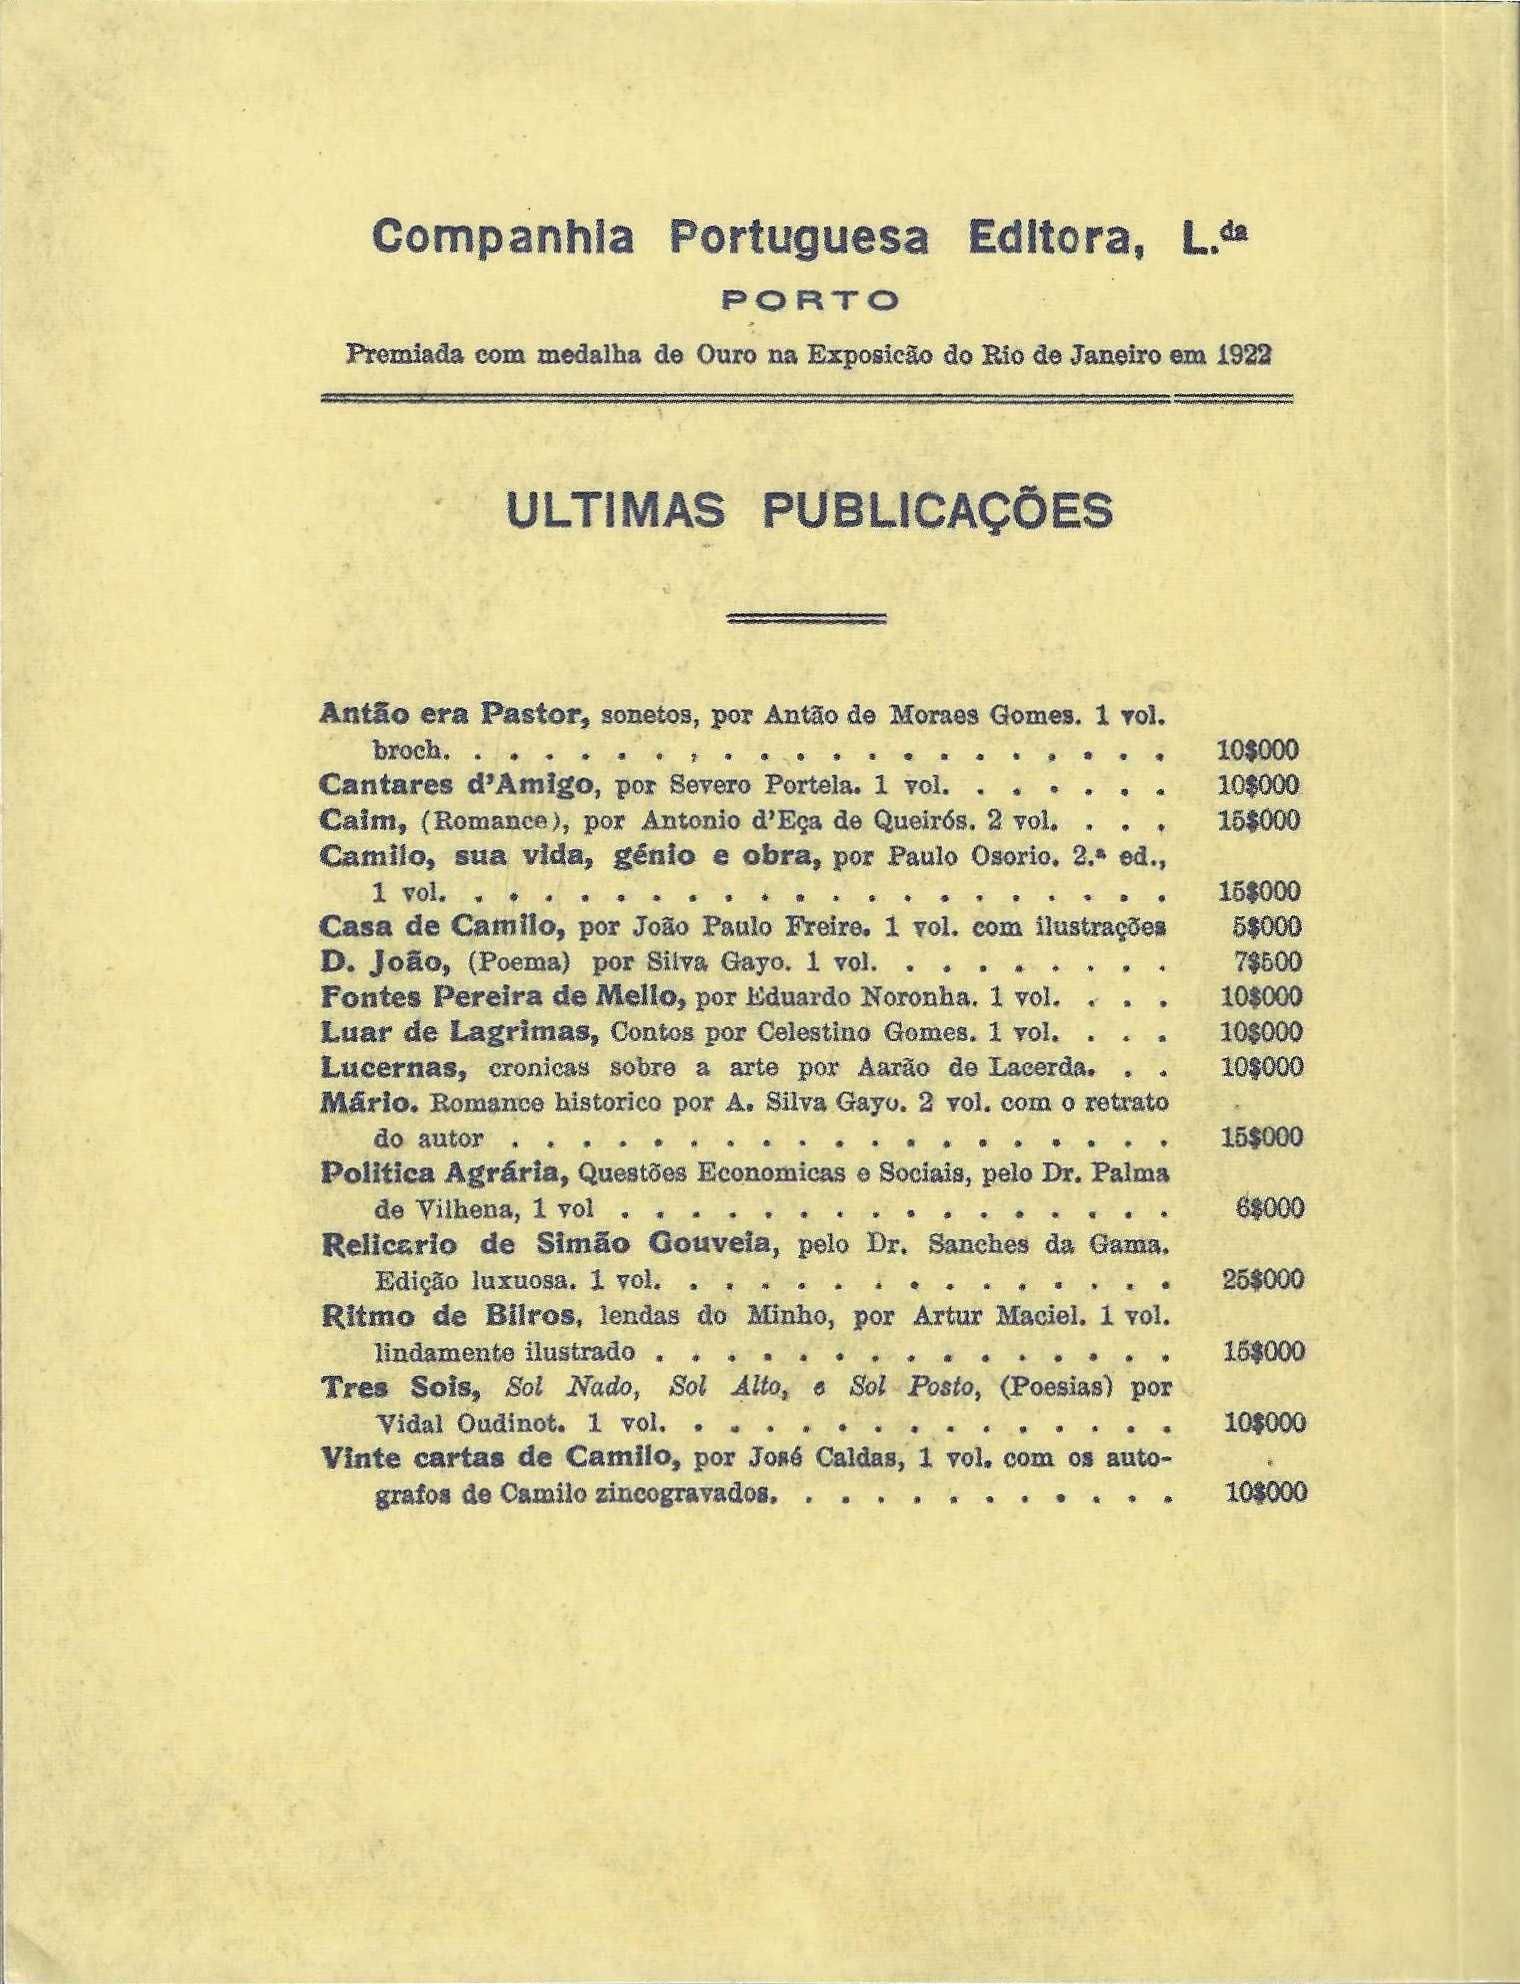 Companhia Portuguesa Editora, L.da
PORTO
Premiada com medalha de Ouro na Exposicão do Rio de Janeiro em 1922
ULTIMAS PUBLICAÇÕES
Antão era Pastor, sonetos, por Antão de Moraes Gomes. 1 vol.
broch. . . . . . . . . . . . . . . . . . . . . 10$000
Cantares d'Amigo, por Severo Portela. 1 vol. . . . . . . 10$000
Caim, (Romance), por Antonio d'Eça de Queirós. 2 vol. . . . 15$000
Camilo, sua vida, génio e obra, por Paulo Osorio. 2.ª ed.,
1 vol. . . . . . . . . . . . . . . . . . . . . 15$000
Casa de Camilo, por João Paulo Freire. 1 vol. com ilustrações 5$000
D. João, (Poema) por Silva Gayo. 1 vol. . . . . . . . . 7$500
Fontes Pereira de Mello, por Eduardo Noronha. 1 vol. . . . 10$000
Luar de Lagrimas, Contos por Celestino Gomes. 1 vol. . . . 10$000
Lucernas, cronicas sobre a arte por Aarão de Lacerda. . . 10$000
Mário. Romance historico por A. Silva Gayo. 2 vol. com o retrato
do autor . . . . . . . . . . . . . . . . . . . 15$000
Politica Agrária, Questões Economicas e Sociais, pelo Dr. Palma
de Vilhena, 1 vol . . . . . . . . . . . . . . . . 6$000
Relicario de Simão Gouveia, pelo Dr. Sanches da Gama.
Edição luxuosa. 1 vol. . . . . . . . . . . . . . . 25$000
Ritmo de Bilros, lendas do Minho, por Artur Maciel. 1 vol.
lindamente ilustrado . . . . . . . . . . . . . . . 15$000
Tres Sois, Sol Nado, Sol Alto, e Sol Posto, (Poesias) por
Vidal Oudinot. 1 vol. . . . . . . . . . . . . . . 10$000
Vinte cartas de Camilo, por José Caldas, 1 vol. com os auto-
grafos de Camilo zincogravados. . . . . . . . . . . . 10$000